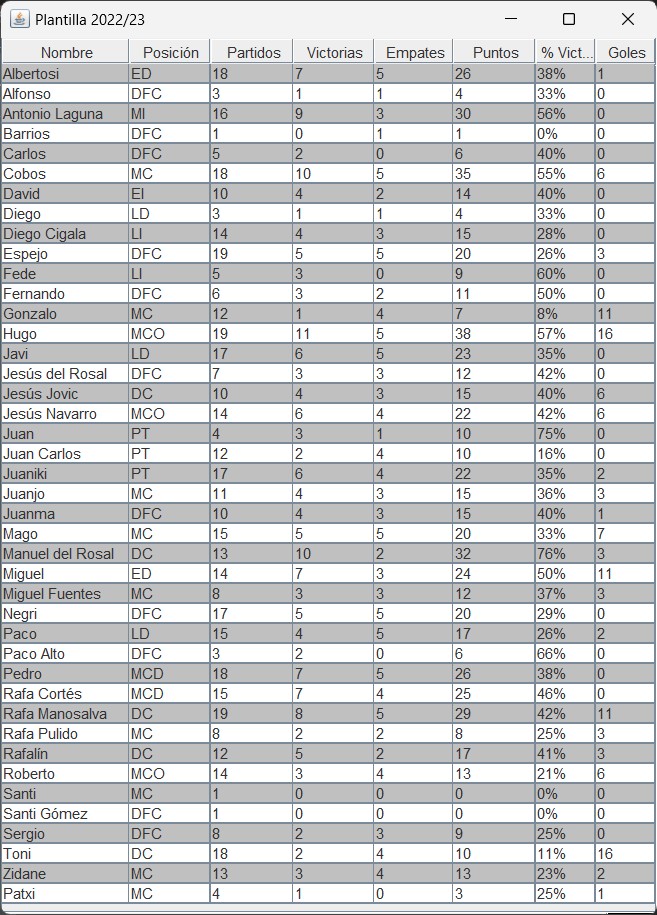 Plantilla 2022/23
Nombre Posición Partidos Victorias Empates Puntos % Vict... Goles
Albertosi ED 18 7 5 26 38% 1
Alfonso DFC 3 1 1 4 33% 0
Antonio Laguna MI 16 9 3 30 56% 0
Barrios DFC 1 0 1 1 0% 0
Carlos DFC 5 2 0 6 40% 0
Cobos MC 18 10 5 35 55% 6
David EI 10 4 2 14 40% 0
Diego LD 3 1 1 4 33% 0
Diego Cigala LI 14 4 3 15 28% 0
Espejo DFC 19 5 5 20 26% 3
Fede LI 5 3 0 9 60% 0
Fernando DFC 6 3 2 11 50% 0
Gonzalo MC 12 1 4 7 8% 11
Hugo MCO 19 11 5 38 57% 16
Javi LD 17 6 5 23 35% 0
Jesús del Rosal DFC 7 3 3 12 42% 0
Jesús Jovic DC 10 4 3 15 40% 6
Jesús Navarro MCO 14 6 4 22 42% 6
Juan PT 4 3 1 10 75% 0
Juan Carlos PT 12 2 4 10 16% 0
Juaniki PT 17 6 4 22 35% 2
Juanjo MC 11 4 3 15 36% 3
Juanma DFC 10 4 3 15 40% 1
Mago MC 15 5 5 20 33% 7
Manuel del Rosal DC 13 10 2 32 76% 3
Miguel ED 14 7 3 24 50% 11
Miguel Fuentes MC 8 3 3 12 37% 3
Negri DFC 17 5 5 20 29% 0
Paco LD 15 4 5 17 26% 2
Paco Alto DFC 3 2 0 6 66% 0
Pedro MCD 18 7 5 26 38% 0
Rafa Cortés MCD 15 7 4 25 46% 0
Rafa Manosalva DC 19 8 5 29 42% 11
Rafa Pulido MC 8 2 2 8 25% 3
Rafalín DC 12 5 2 17 41% 3
Roberto MCO 14 3 4 13 21% 6
Santi MC 1 0 0 0 0% 0
Santi Gómez DFC 1 0 0 0 0% 0
Sergio DFC 8 2 3 9 25% 0
Toni DC 18 2 4 10 11% 16
Zidane MC 13 3 4 13 23% 2
Patxi MC 4 1 0 3 25% 1